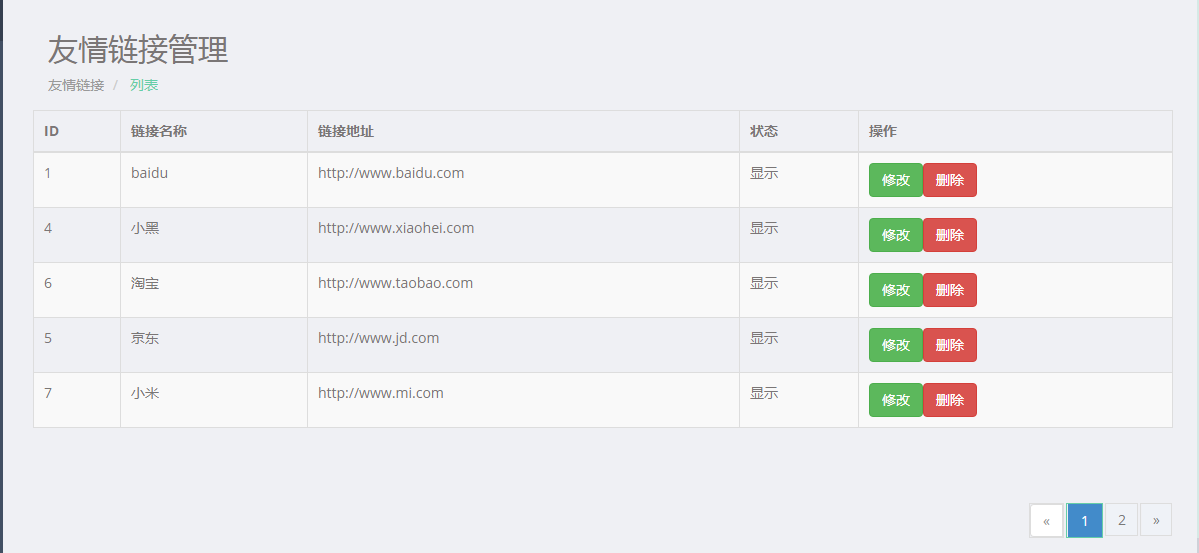 友情链接管理
友情链接 / 列表
ID 链接名称 链接地址 状态 操作
1 baidu http://www.baidu.com 显示 修改 删除
4 小黑 http://www.xiaohei.com 显示 修改 删除
6 淘宝 http://www.taobao.com 显示 修改 删除
5 京东 http://www.jd.com 显示 修改 删除
7 小米 http://www.mi.com 显示 修改 删除
« 1 2 »